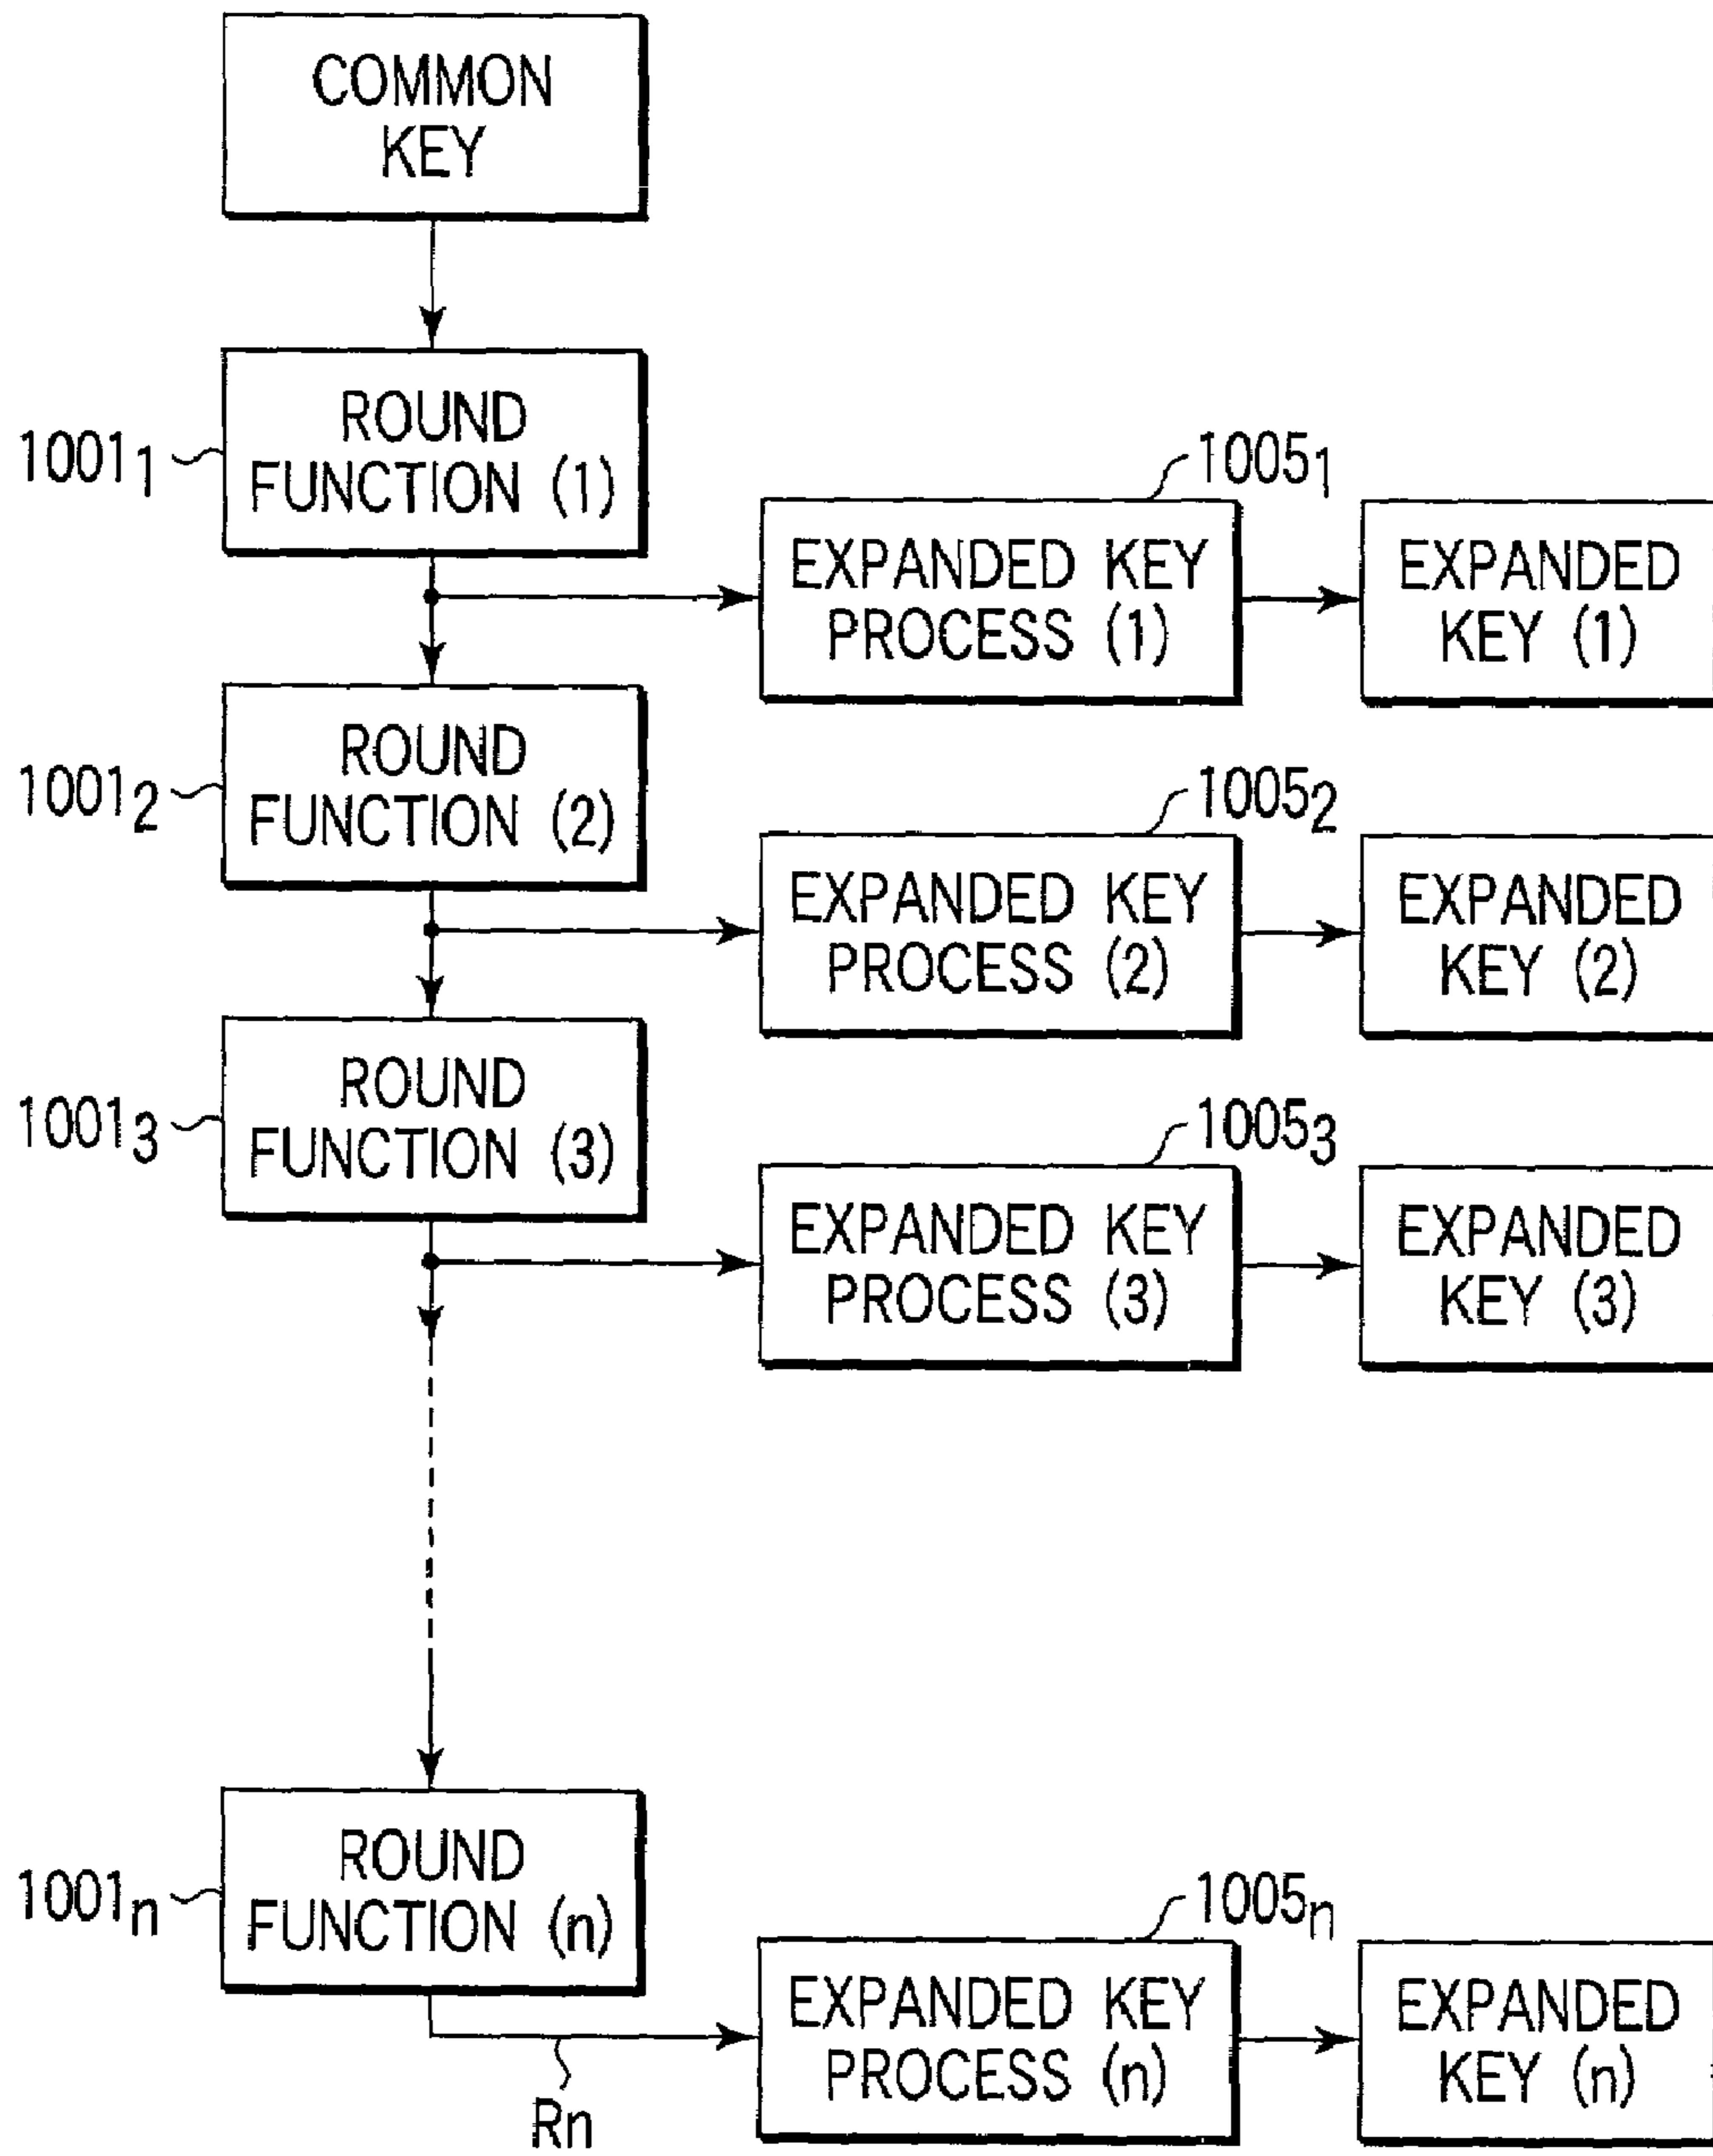 COMMON
KEY
1001₁
ROUND
FUNCTION (1)
1005₁
EXPANDED KEY
PROCESS (1)
EXPANDED
KEY (1)
1001₂
ROUND
FUNCTION (2)
1005₂
EXPANDED KEY
PROCESS (2)
EXPANDED
KEY (2)
1001₃
ROUND
FUNCTION (3)
1005₃
EXPANDED KEY
PROCESS (3)
EXPANDED
KEY (3)
1001ₙ
ROUND
FUNCTION (n)
1005ₙ
EXPANDED KEY
PROCESS (n)
EXPANDED
KEY (n)
Rn